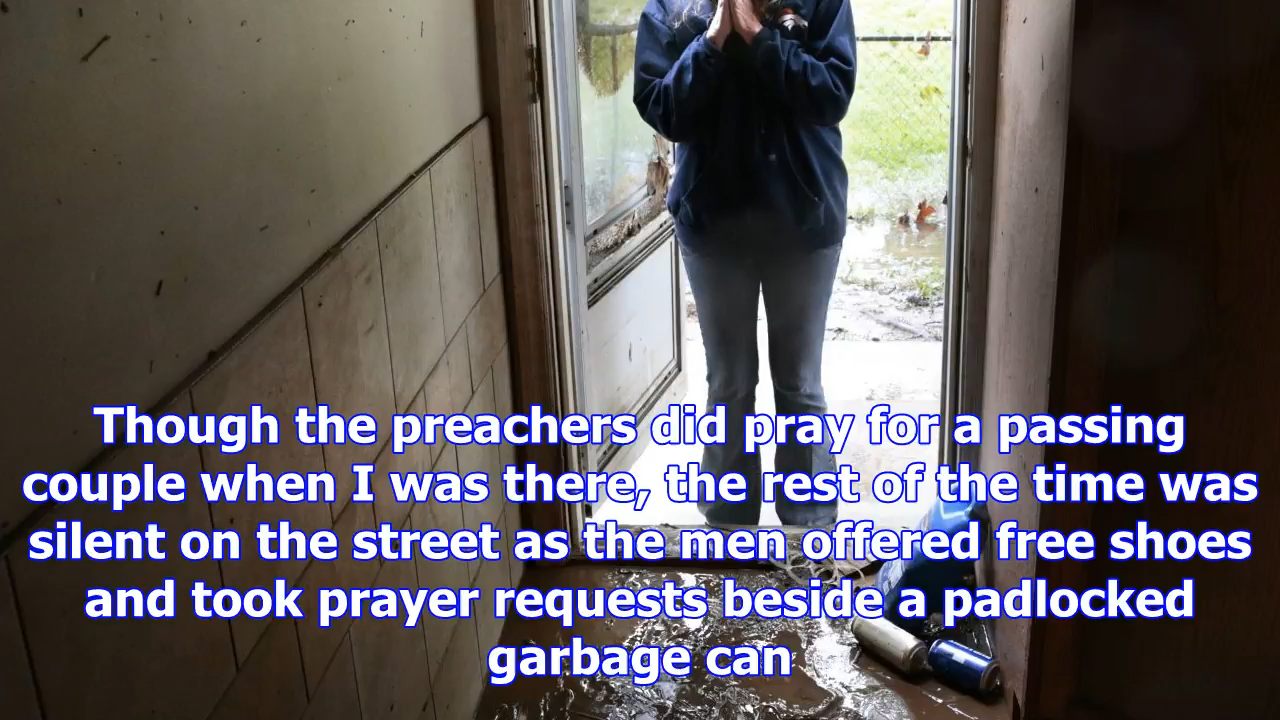 Though the preachers did pray for a passing
couple when I was there, the rest of the time was
silent on the street as the men offered free shoes
and took prayer requests beside a padlocked
garbage can